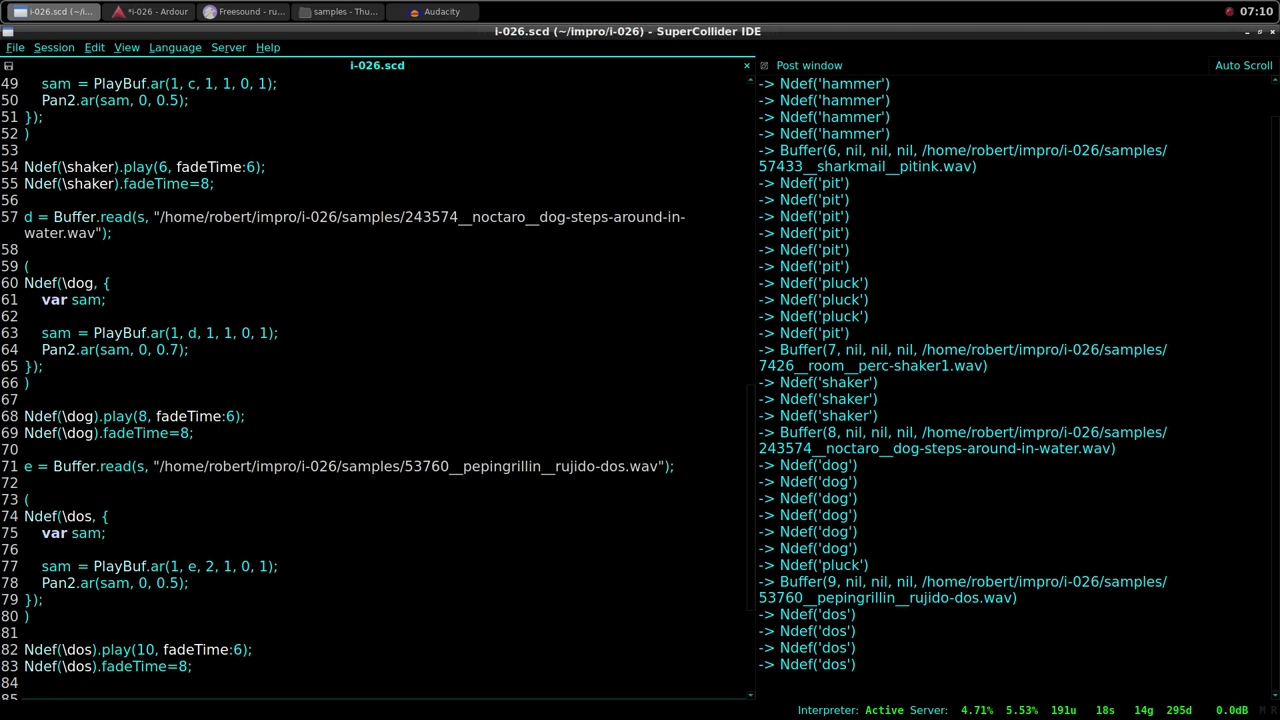 i-026.scd (~/i...
*i-026 - Ardour
Freesound - ru...
samples - Thu...
Audacity
07:10
i-026.scd (~/impro/i-026) - SuperCollider IDE
File Session Edit View Language Server Help
i-026.scd
49 sam = PlayBuf.ar(1, c, 1, 1, 0, 1);
50 Pan2.ar(sam, 0, 0.5);
51 });
52 )
53
54 Ndef(\shaker).play(6, fadeTime:6);
55 Ndef(\shaker).fadeTime=8;
56
57 d = Buffer.read(s, "/home/robert/impro/i-026/samples/243574__noctaro__dog-steps-around-in-
water.wav");
58
59 (
60 Ndef(\dog, {
61 var sam;
62
63 sam = PlayBuf.ar(1, d, 1, 1, 0, 1);
64 Pan2.ar(sam, 0, 0.7);
65 });
66 )
67
68 Ndef(\dog).play(8, fadeTime:6);
69 Ndef(\dog).fadeTime=8;
70
71 e = Buffer.read(s, "/home/robert/impro/i-026/samples/53760__pepingrillin__rujido-dos.wav");
72
73 (
74 Ndef(\dos, {
75 var sam;
76
77 sam = PlayBuf.ar(1, e, 2, 1, 0, 1);
78 Pan2.ar(sam, 0, 0.5);
79 });
80 )
81
82 Ndef(\dos).play(10, fadeTime:6);
83 Ndef(\dos).fadeTime=8;
84
85
Post window
Auto Scroll
-> Ndef('hammer')
-> Ndef('hammer')
-> Ndef('hammer')
-> Ndef('hammer')
-> Buffer(6, nil, nil, nil, /home/robert/impro/i-026/samples/
57433__sharkmail__pitink.wav)
-> Ndef('pit')
-> Ndef('pit')
-> Ndef('pit')
-> Ndef('pit')
-> Ndef('pit')
-> Ndef('pit')
-> Ndef('pluck')
-> Ndef('pluck')
-> Ndef('pluck')
-> Ndef('pit')
-> Buffer(7, nil, nil, nil, /home/robert/impro/i-026/samples/
7426__room__perc-shaker1.wav)
-> Ndef('shaker')
-> Ndef('shaker')
-> Ndef('shaker')
-> Buffer(8, nil, nil, nil, /home/robert/impro/i-026/samples/
243574__noctaro__dog-steps-around-in-water.wav)
-> Ndef('dog')
-> Ndef('dog')
-> Ndef('dog')
-> Ndef('dog')
-> Ndef('dog')
-> Ndef('dog')
-> Ndef('pluck')
-> Buffer(9, nil, nil, nil, /home/robert/impro/i-026/samples/
53760__pepingrillin__rujido-dos.wav)
-> Ndef('dos')
-> Ndef('dos')
-> Ndef('dos')
-> Ndef('dos')
Interpreter: Active Server: 4.71% 5.53% 191u 18s 14g 295d 0.0dB M R